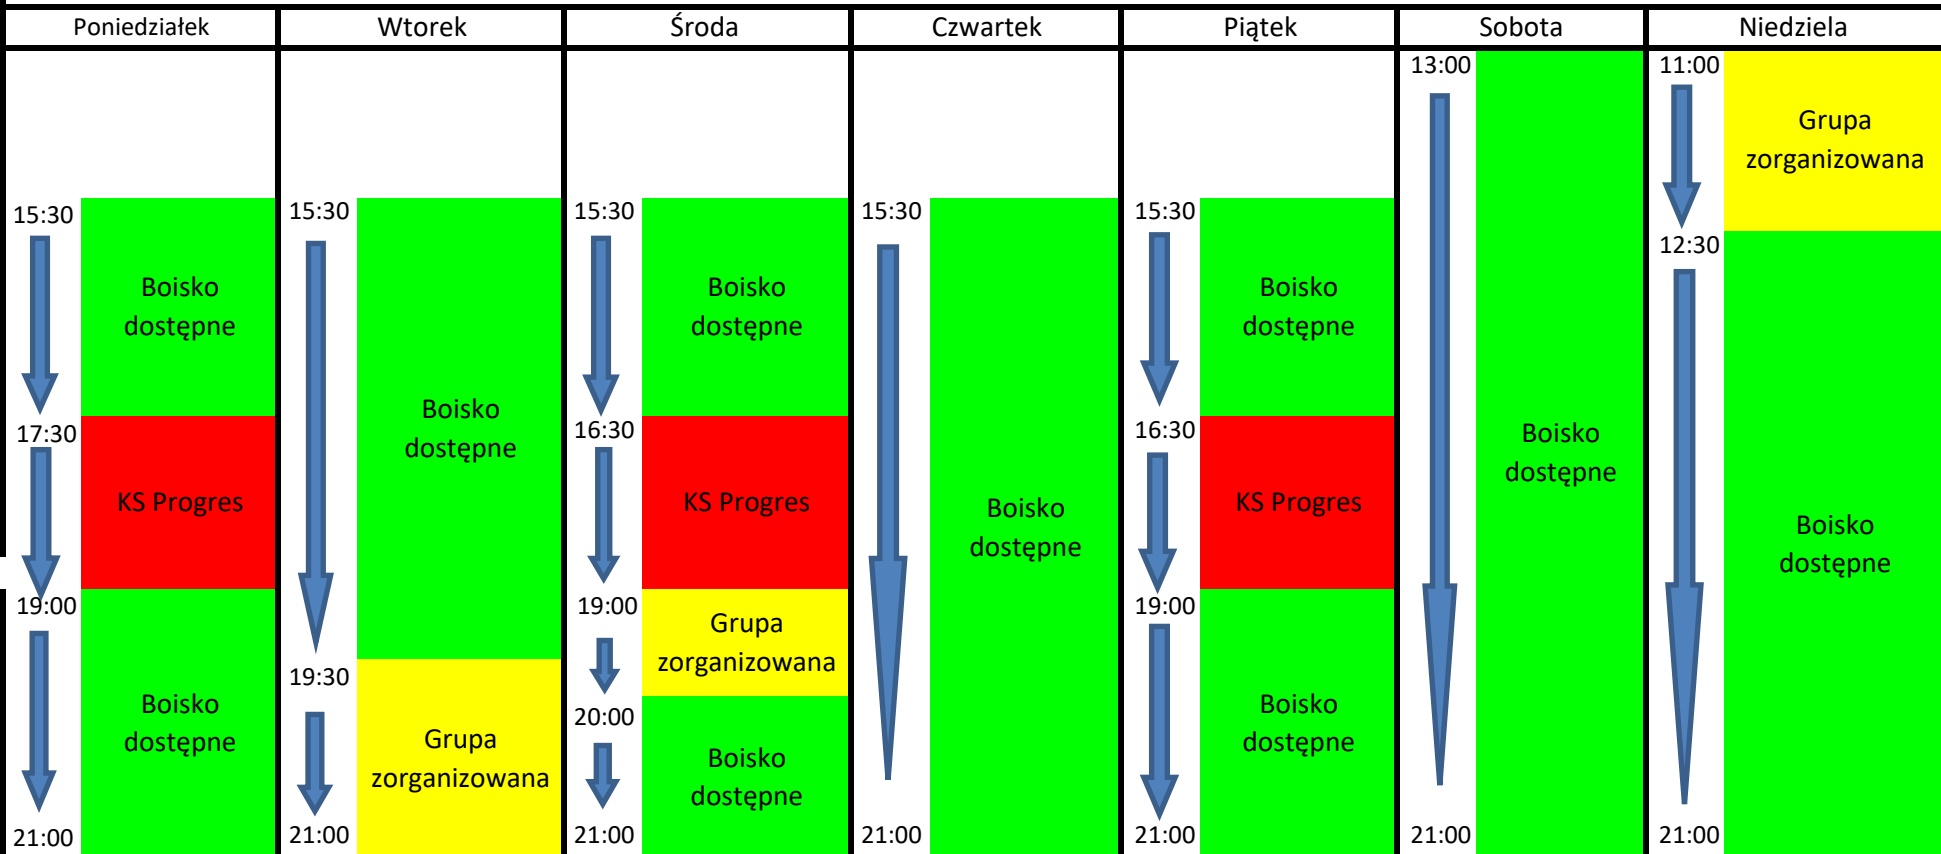 Poniedziałek
Wtorek
Środa
Czwartek
Piątek
Sobota
Niedziela
15:30
Boisko
dostępne
17:30
KS Progres
19:00
Boisko
dostępne
21:00
15:30
Boisko
dostępne
19:30
Grupa
zorganizowana
21:00
15:30
Boisko
dostępne
16:30
KS Progres
19:00
Grupa
zorganizowana
20:00
Boisko
dostępne
21:00
15:30
Boisko
dostępne
21:00
15:30
Boisko
dostępne
16:30
KS Progres
19:00
Boisko
dostępne
21:00
13:00
Boisko
dostępne
21:00
11:00
Grupa
zorganizowana
12:30
Boisko
dostępne
21:00